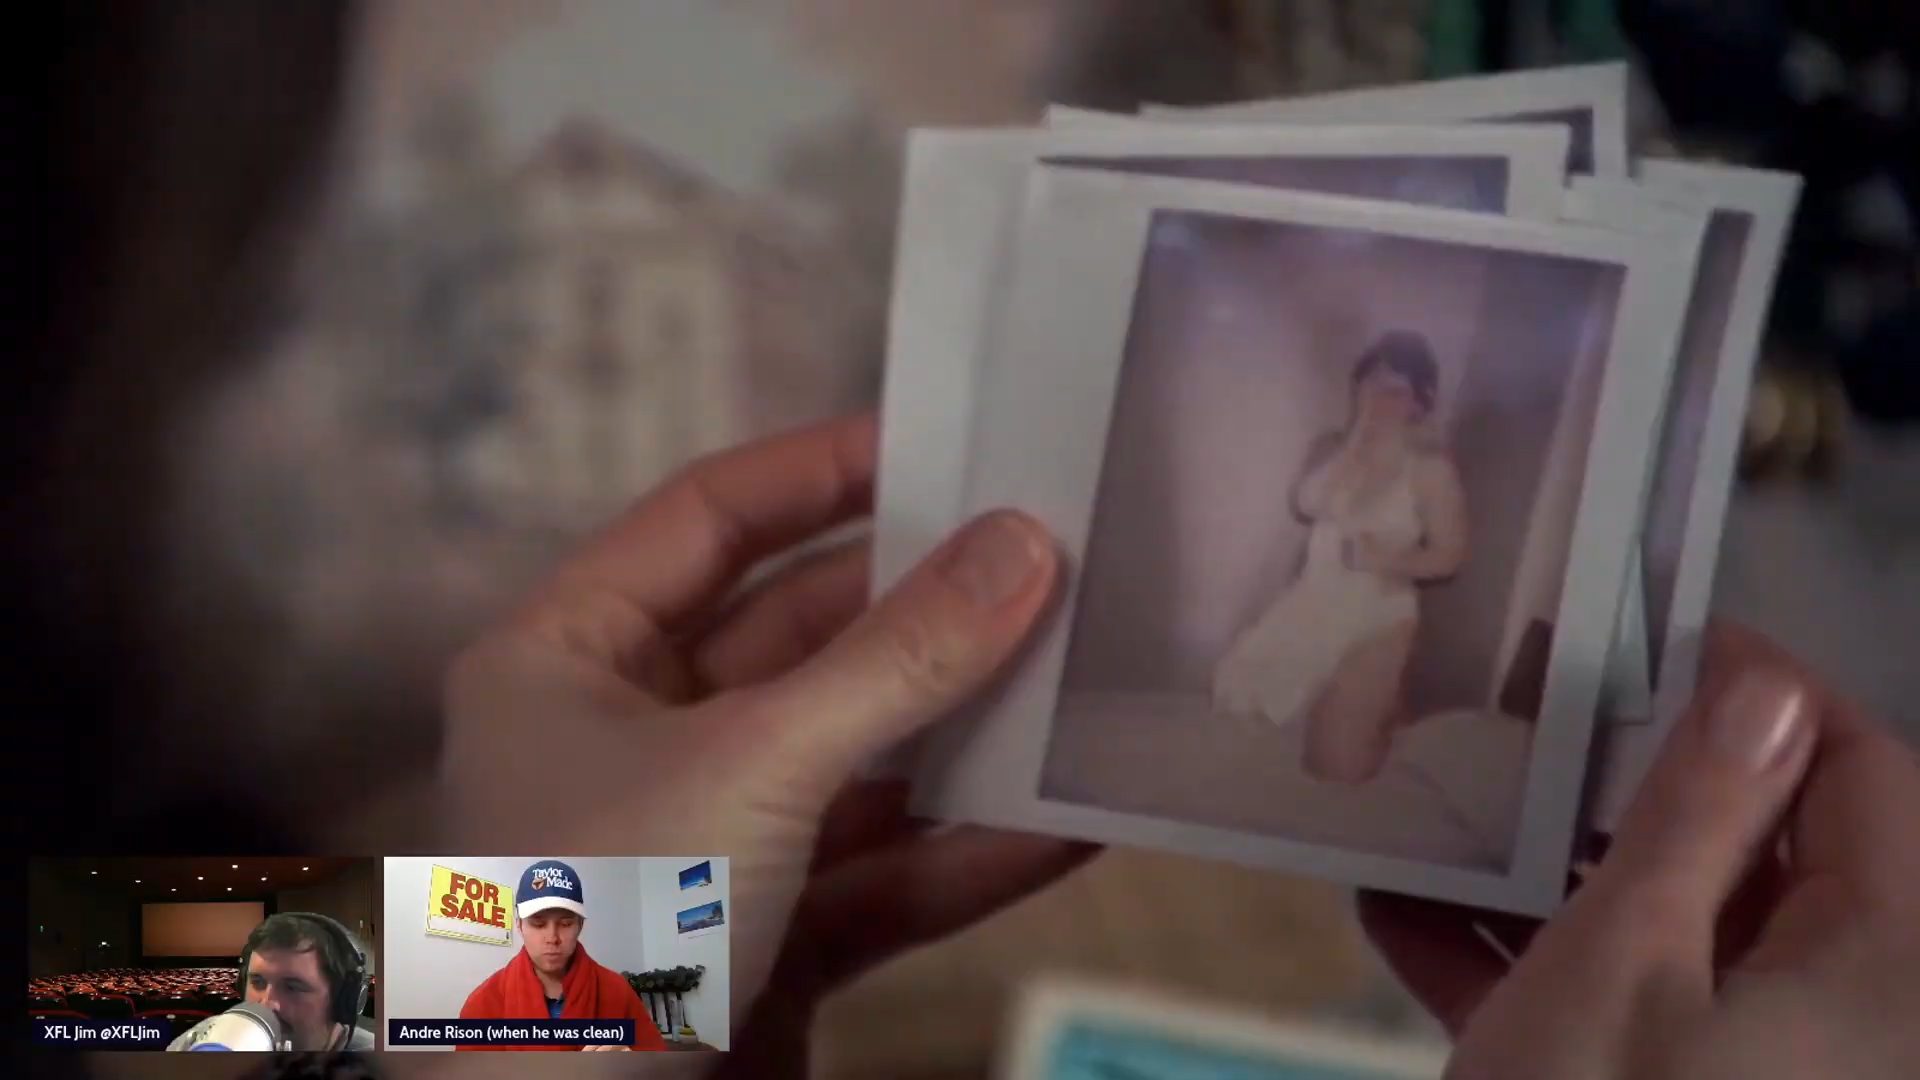 FOR
SALE
Taylor
Made
XFL Jim @XFLJim
Andre Rison (when he was clean)